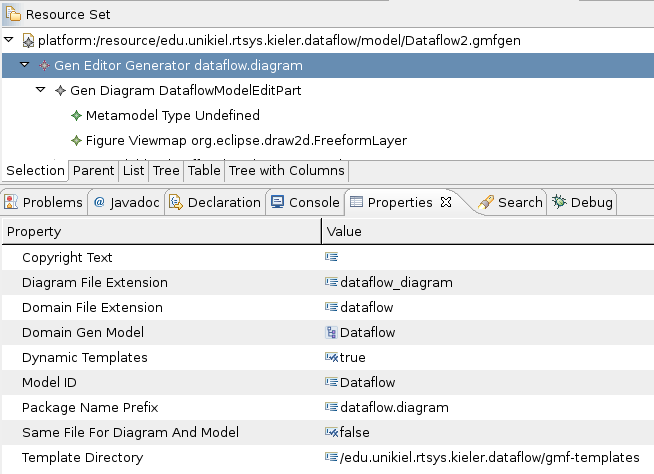 Resource Set
platform:/resource/edu.unikiel.rtsys.kieler.dataflow/model/Dataflow2.gmfgen
Gen Editor Generator dataflow.diagram
Gen Diagram DataflowModelEditPart
Metamodel Type Undefined
Figure Viewmap org.eclipse.draw2d.FreeformLayer
Selection Parent List Tree Table Tree with Columns
Problems @ Javadoc Declaration Console Properties Search Debug
Property Value
Copyright Text
Diagram File Extension dataflow_diagram
Domain File Extension dataflow
Domain Gen Model Dataflow
Dynamic Templates true
Model ID Dataflow
Package Name Prefix dataflow.diagram
Same File For Diagram And Model false
Template Directory /edu.unikiel.rtsys.kieler.dataflow/gmf-templates